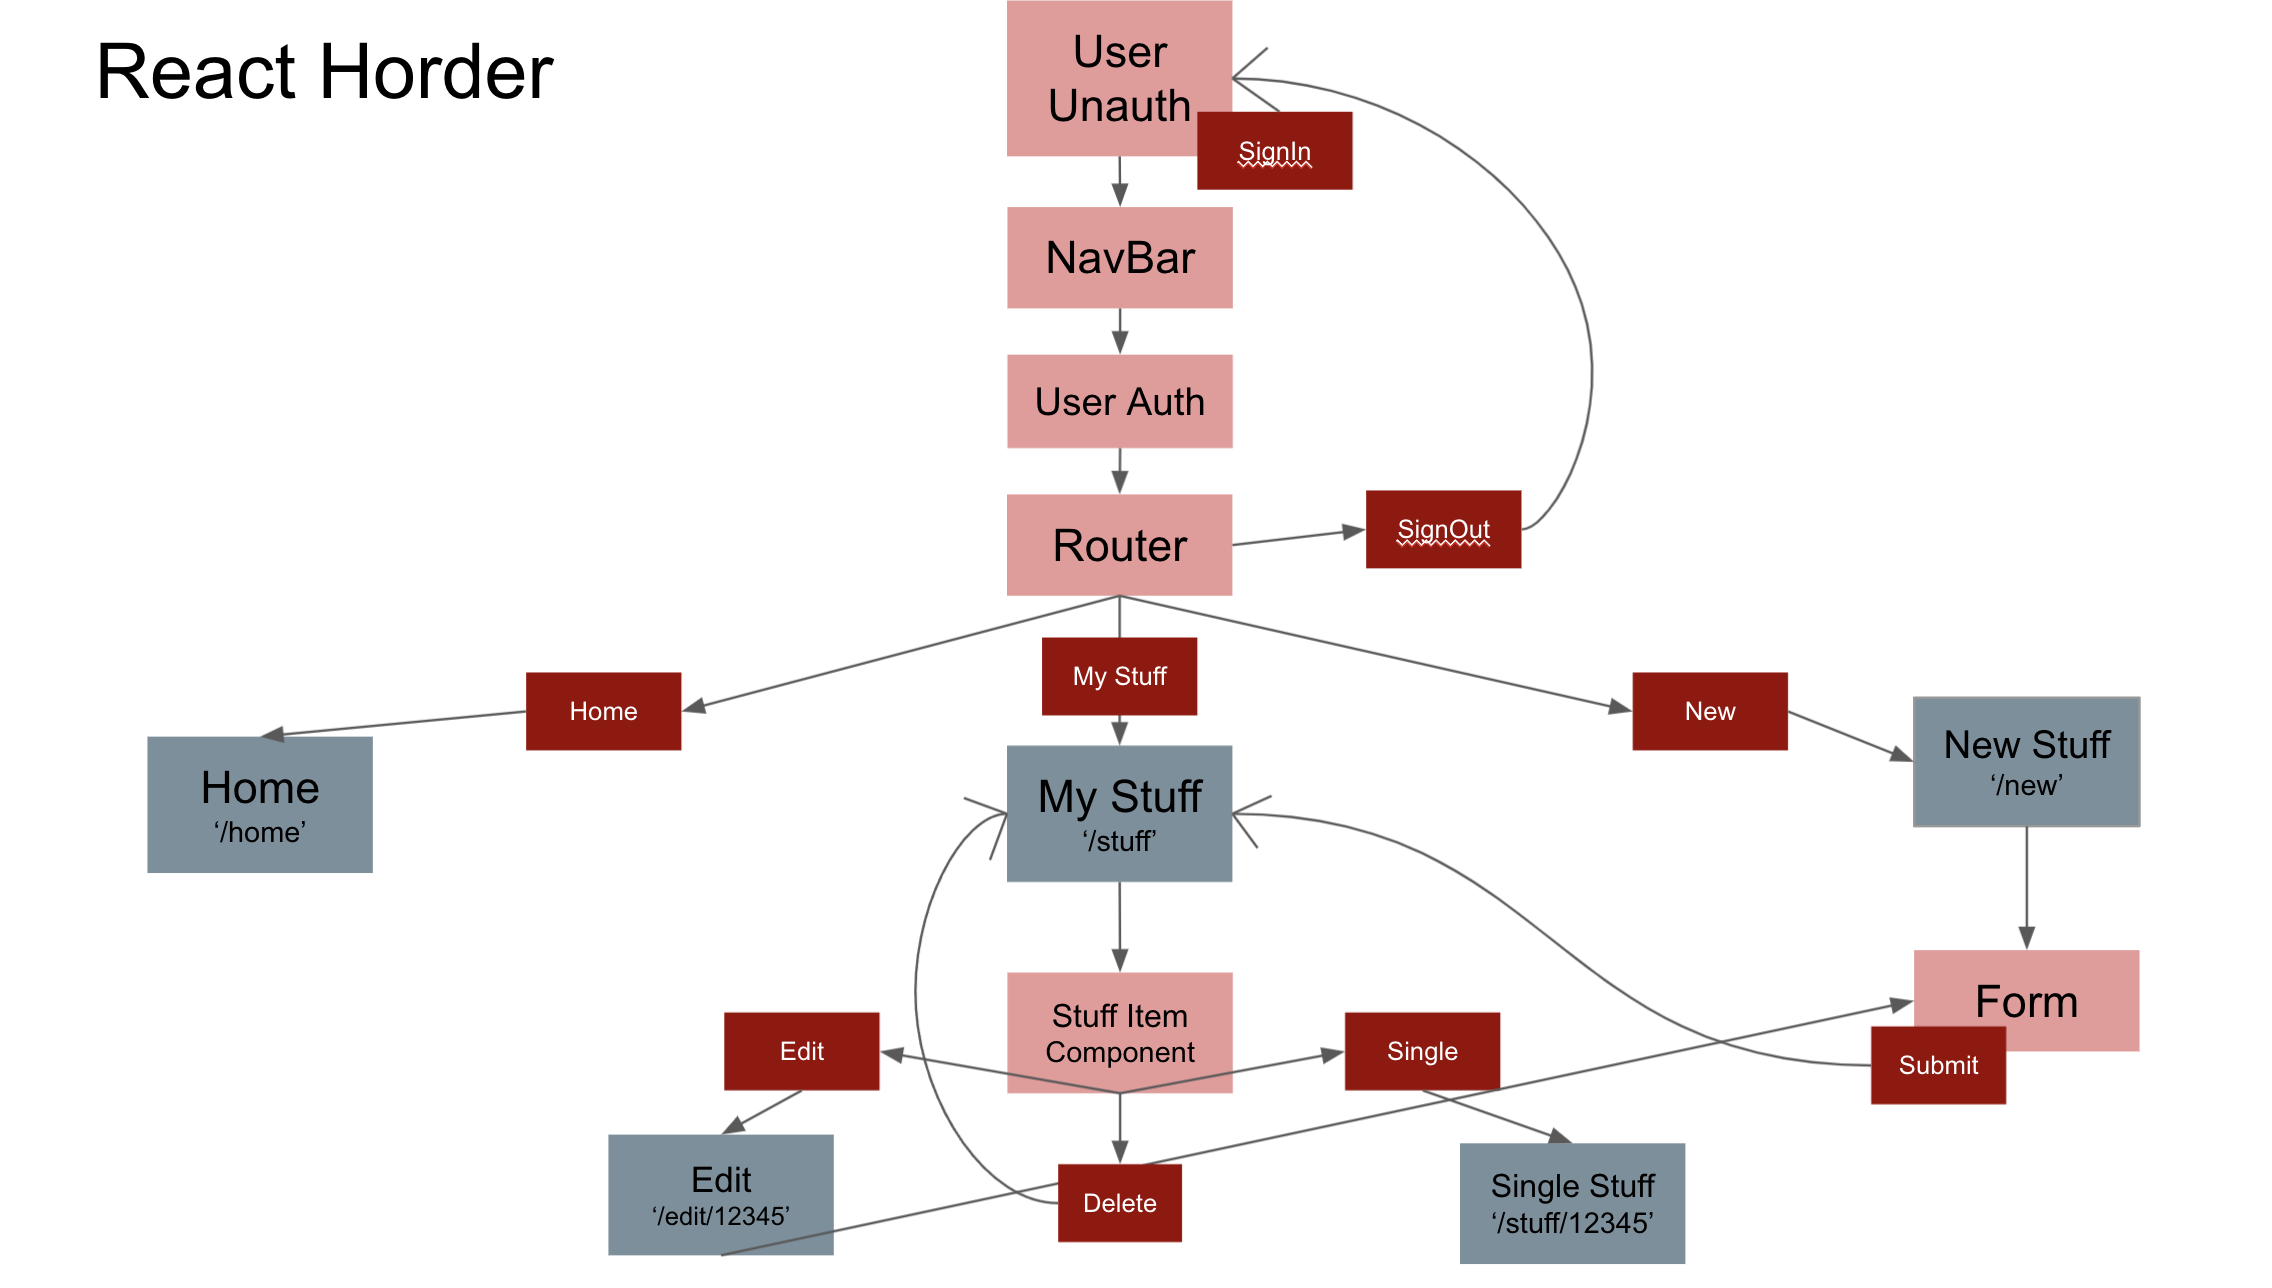 React Horder
User
Unauth
SignIn
NavBar
User Auth
Router
SignOut
Home
My Stuff
New
Home
‘/home’
My Stuff
‘/stuff’
New Stuff
‘/new’
Stuff Item
Component
Form
Edit
Single
Submit
Edit
‘/edit/12345’
Delete
Single Stuff
‘/stuff/12345’